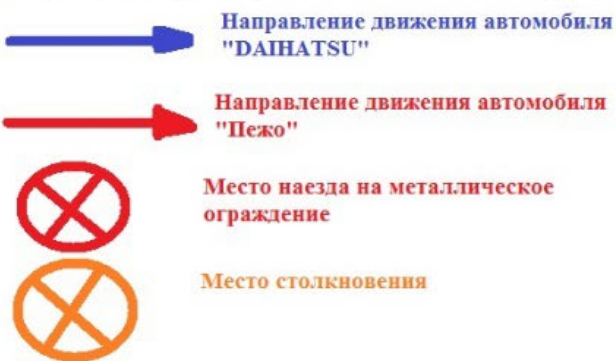 Направление движения автомобиля
"DAIHATSU"
Направление движения автомобиля
"Пежо"
Место наезда на металлическое
ограждение
Место столкновения